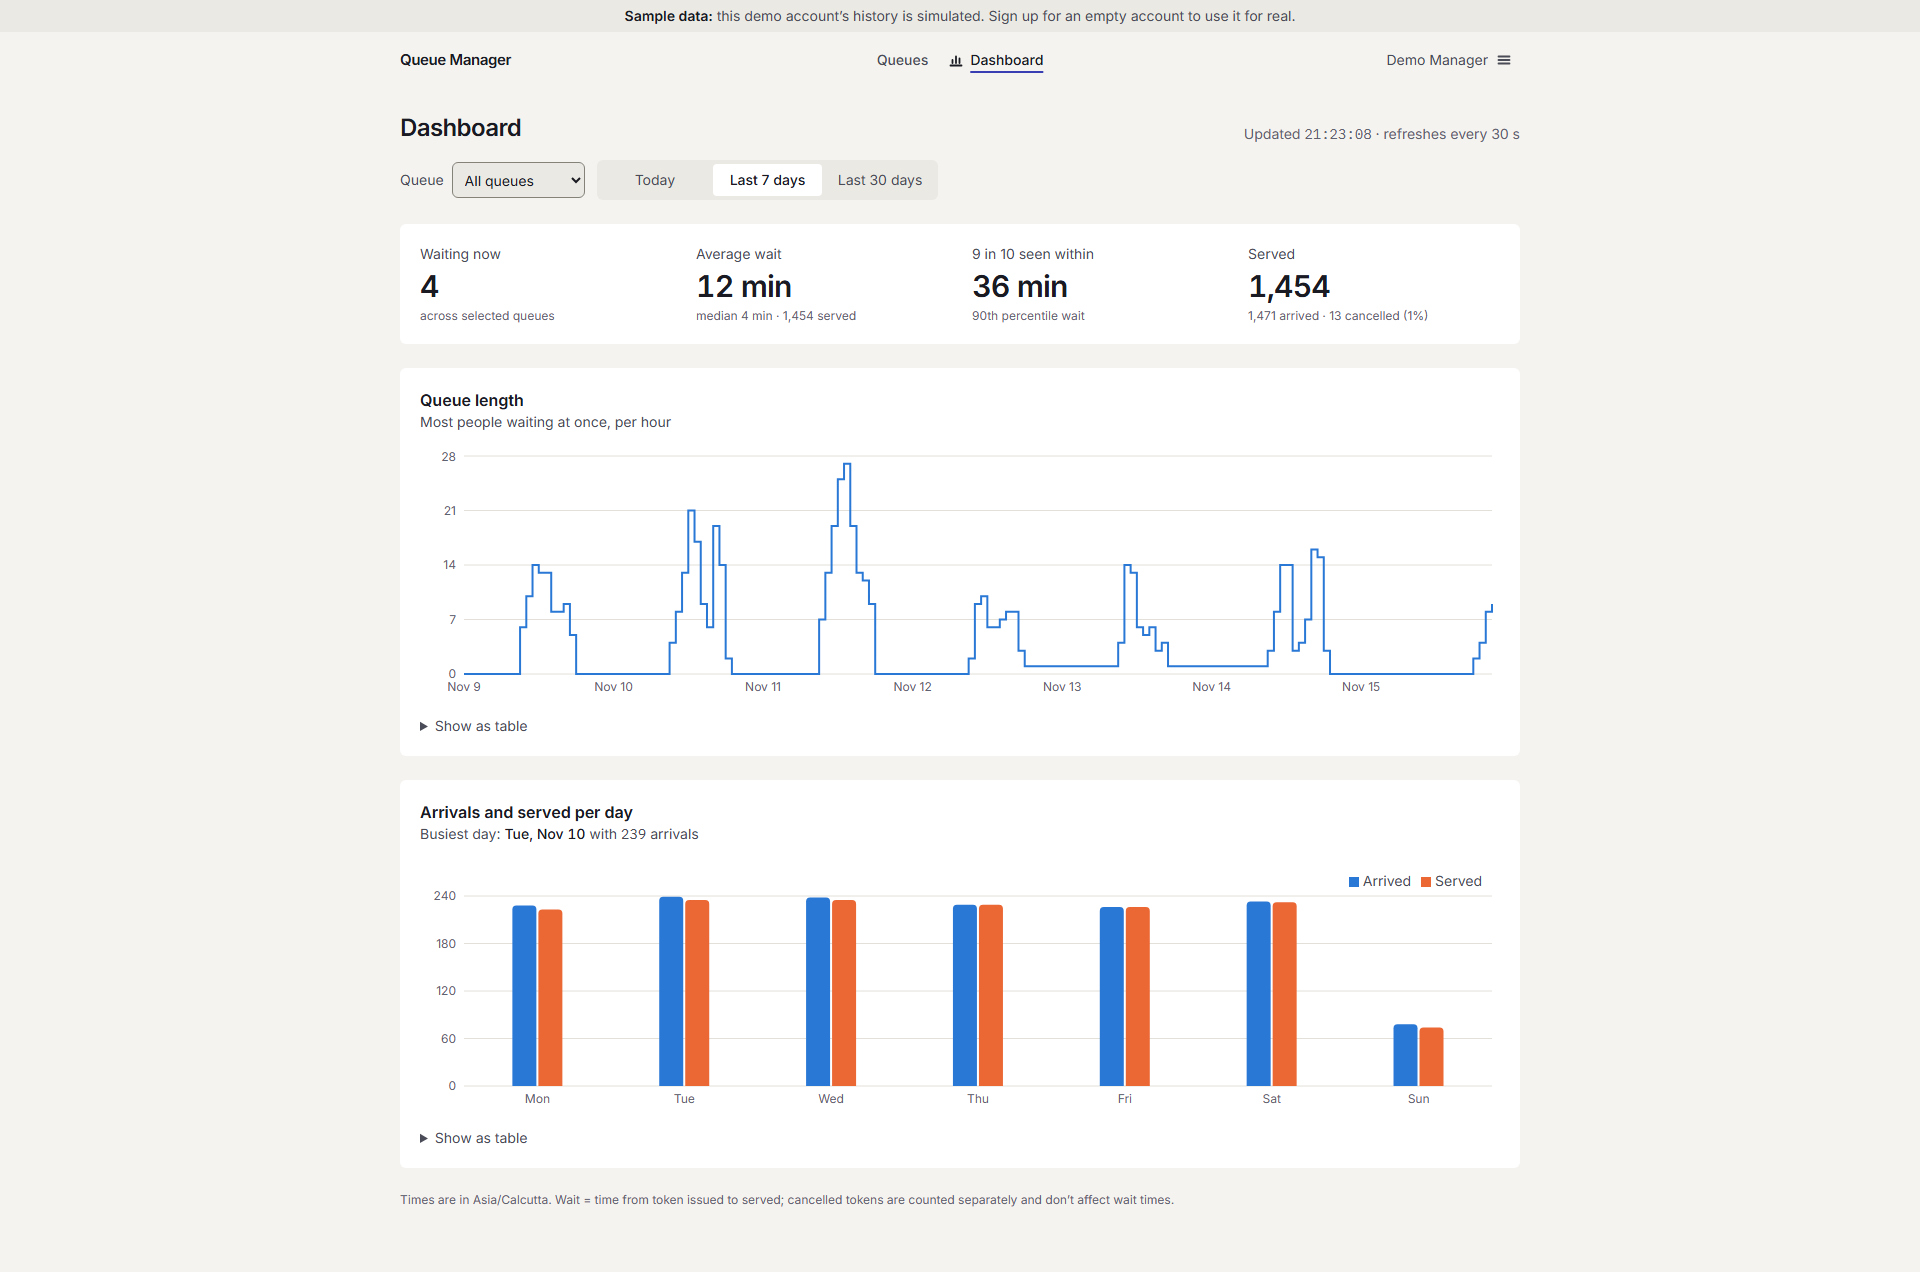 Sample data: this demo account’s history is simulated. Sign up for an empty account to use it for real.
Queue Manager
Queues
Dashboard
Demo Manager
Dashboard
Updated 21:23:08 · refreshes every 30 s
Queue
All queues
Today
Last 7 days
Last 30 days
Waiting now
4
across selected queues
Average wait
12 min
median 4 min · 1,454 served
9 in 10 seen within
36 min
90th percentile wait
Served
1,454
1,471 arrived · 13 cancelled (1%)
Queue length
Most people waiting at once, per hour
28
21
14
7
0
Nov 9
Nov 10
Nov 11
Nov 12
Nov 13
Nov 14
Nov 15
Show as table
Arrivals and served per day
Busiest day: Tue, Nov 10 with 239 arrivals
Arrived
Served
240
180
120
60
0
Mon
Tue
Wed
Thu
Fri
Sat
Sun
Show as table
Times are in Asia/Calcutta. Wait = time from token issued to served; cancelled tokens are counted separately and don’t affect wait times.